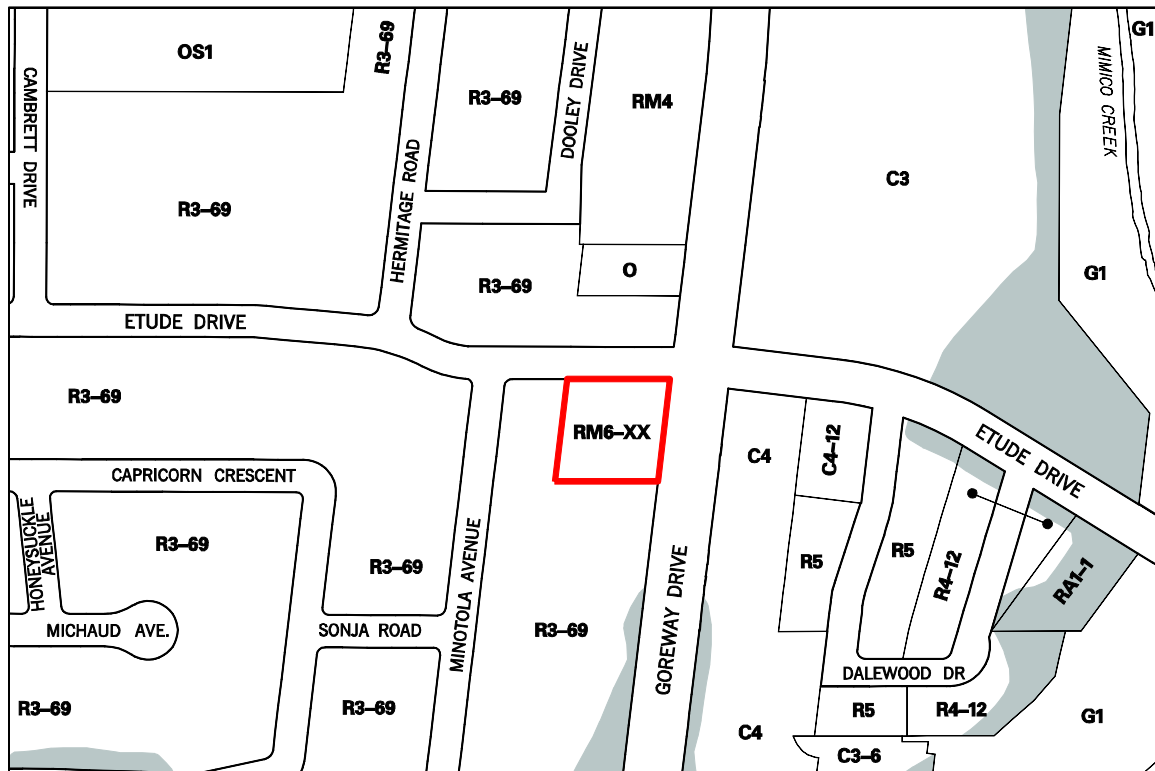 G1
OS1
R3–69
CAMBRETT DRIVE
R3–69
DOOLEY DRIVE
RM4
MIMICO CREEK
HERMITAGE ROAD
C3
R3–69
R3–69
O
G1
ETUDE DRIVE
R3–69
RM6–XX
C4
C4–12
ETUDE DRIVE
CAPRICORN CRESCENT
HONEYSUCKLE
AVENUE
R3–69
R3–69
MINOTOLA AVENUE
R5
R5
R4–12
RA1–1
MICHAUD AVE.
SONJA ROAD
R3–69
GOREWAY DRIVE
DALEWOOD DR
R3–69
R3–69
R5
R4–12
G1
C4
C3–6